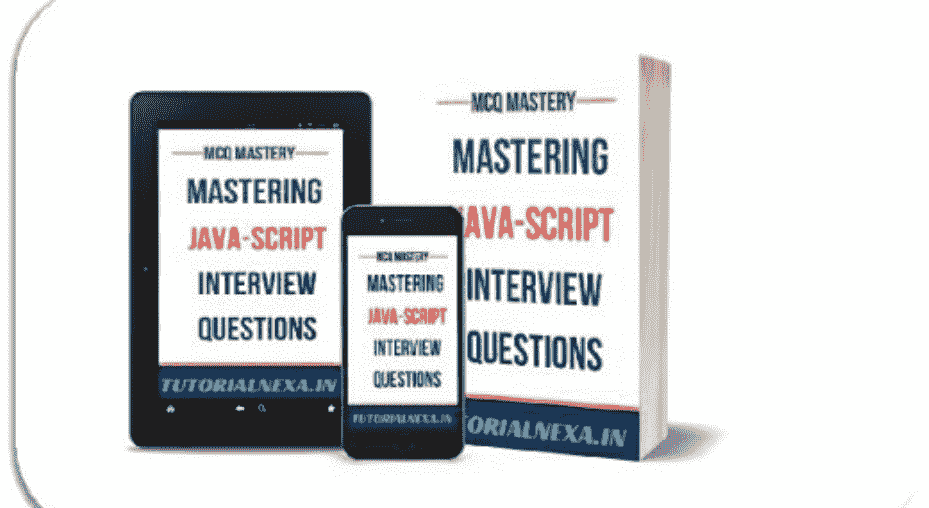 MCQ MASTERY
MASTERING
JAVA-SCRIPT
INTERVIEW
QUESTIONS
TUTORIALNEXA.IN
MCQ MASTERY
MASTERING
JAVA-SCRIPT
INTERVIEW
QUESTIONS
TUTORIALNEXA.IN
MCQ MASTERY
MASTERING
JAVA-SCRIPT
INTERVIEW
QUESTIONS
TORIALNEXA.IN